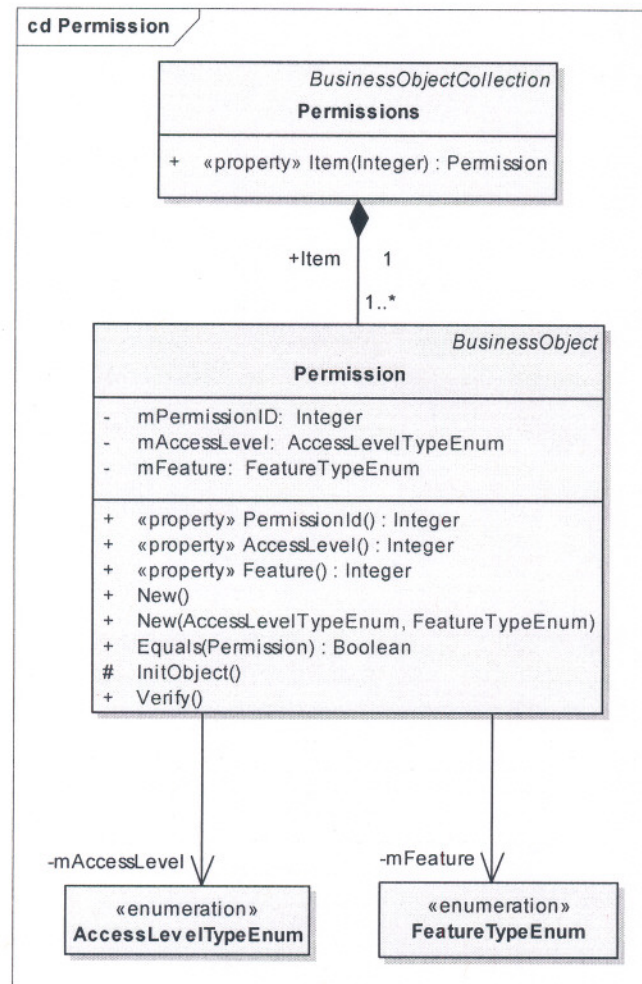 cd Permission
BusinessObjectCollection
Permissions
+ «property» Item(Integer) : Permission
+Item 1
1..*
BusinessObject
Permission
- mPermissionID: Integer
- mAccessLevel: AccessLevelTypeEnum
- mFeature: FeatureTypeEnum
+ «property» PermissionId() : Integer
+ «property» AccessLevel() : Integer
+ «property» Feature() : Integer
+ New()
+ New(AccessLevelTypeEnum, FeatureTypeEnum)
+ Equals(Permission) : Boolean
# InitObject()
+ Verify()
-mAccessLevel
-mFeature
«enumeration»
AccessLevelTypeEnum
«enumeration»
FeatureTypeEnum